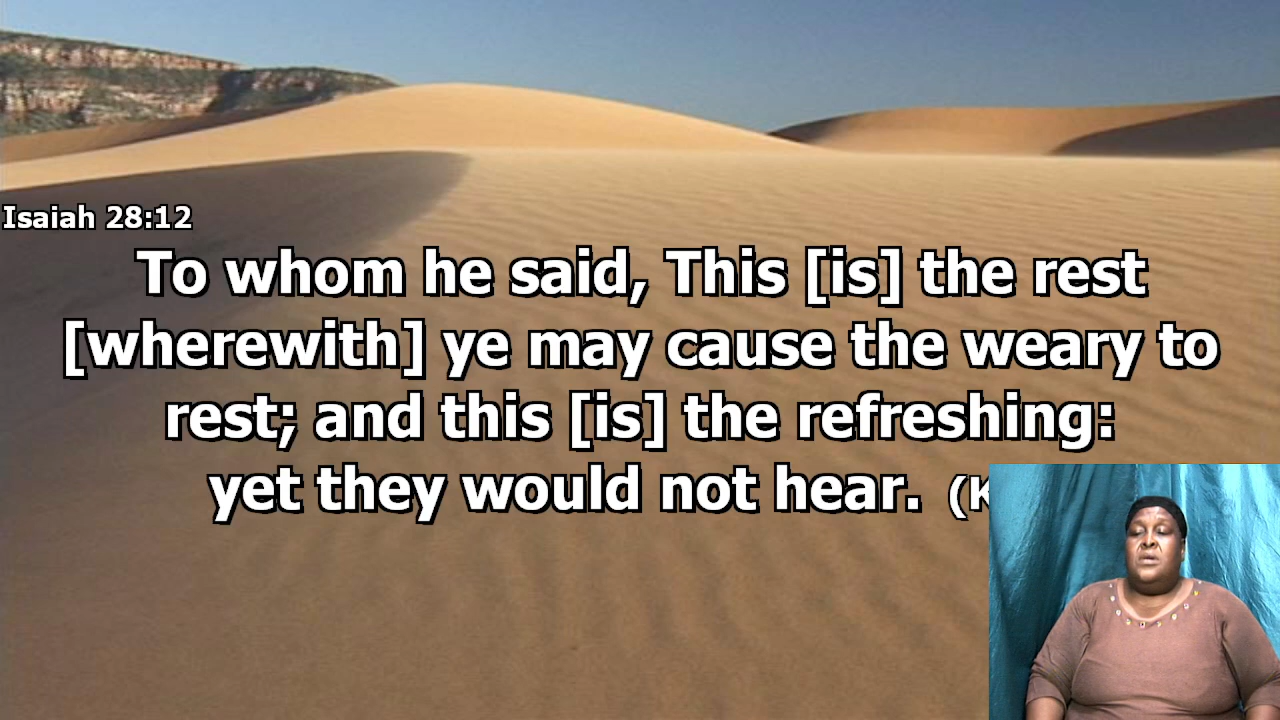 Isaiah 28:12
To whom he said, This [is] the rest
[wherewith] ye may cause the weary to
rest; and this [is] the refreshing:
yet they would not hear. (K